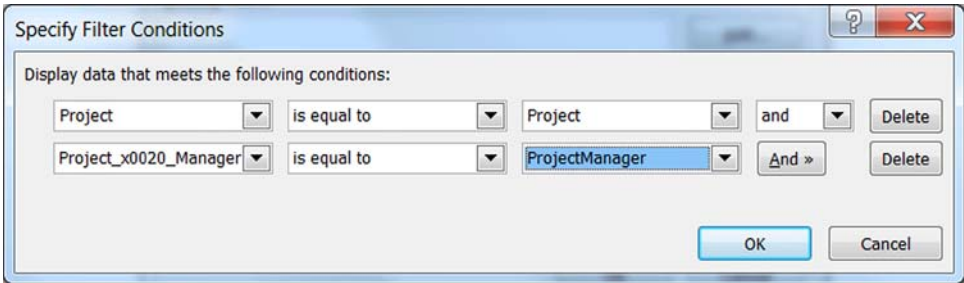 Specify Filter Conditions
Display data that meets the following conditions:
Project is equal to Project and Delete
Project_x0020_Manager is equal to ProjectManager And » Delete
OK Cancel